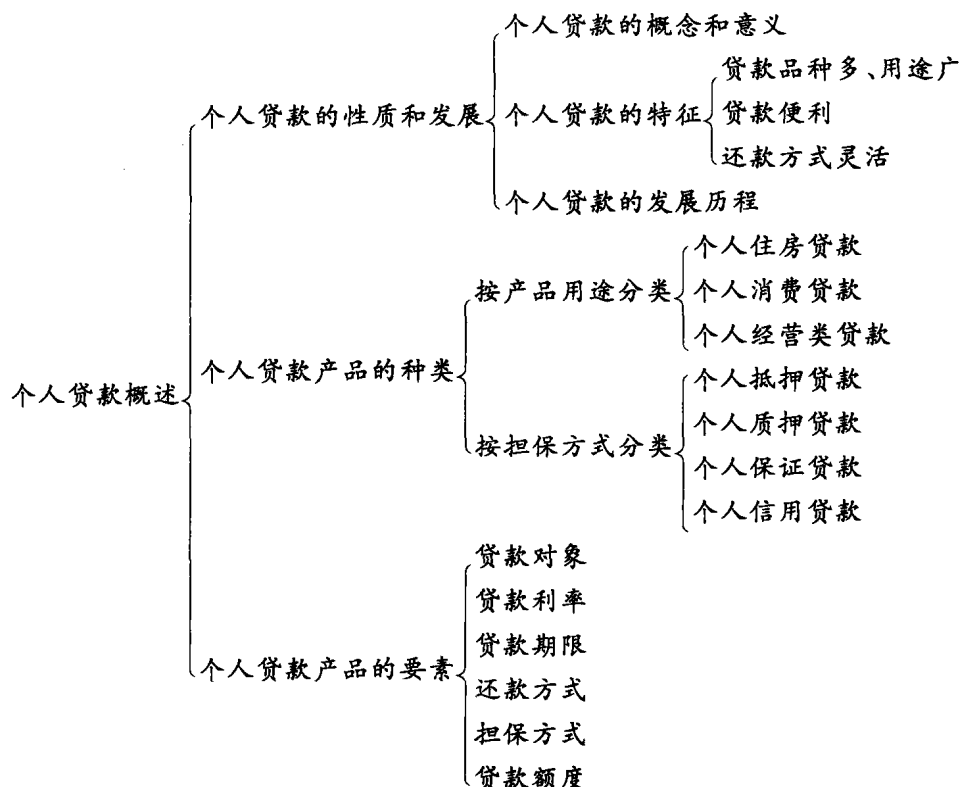 个人贷款概述
个人贷款的性质和发展
个人贷款的概念和意义
个人贷款的特征
贷款品种多、用途广
贷款便利
还款方式灵活
个人贷款的发展历程
个人贷款产品的种类
按产品用途分类
个人住房贷款
个人消费贷款
个人经营类贷款
按担保方式分类
个人抵押贷款
个人质押贷款
个人保证贷款
个人信用贷款
个人贷款产品的要素
贷款对象
贷款利率
贷款期限
还款方式
担保方式
贷款额度